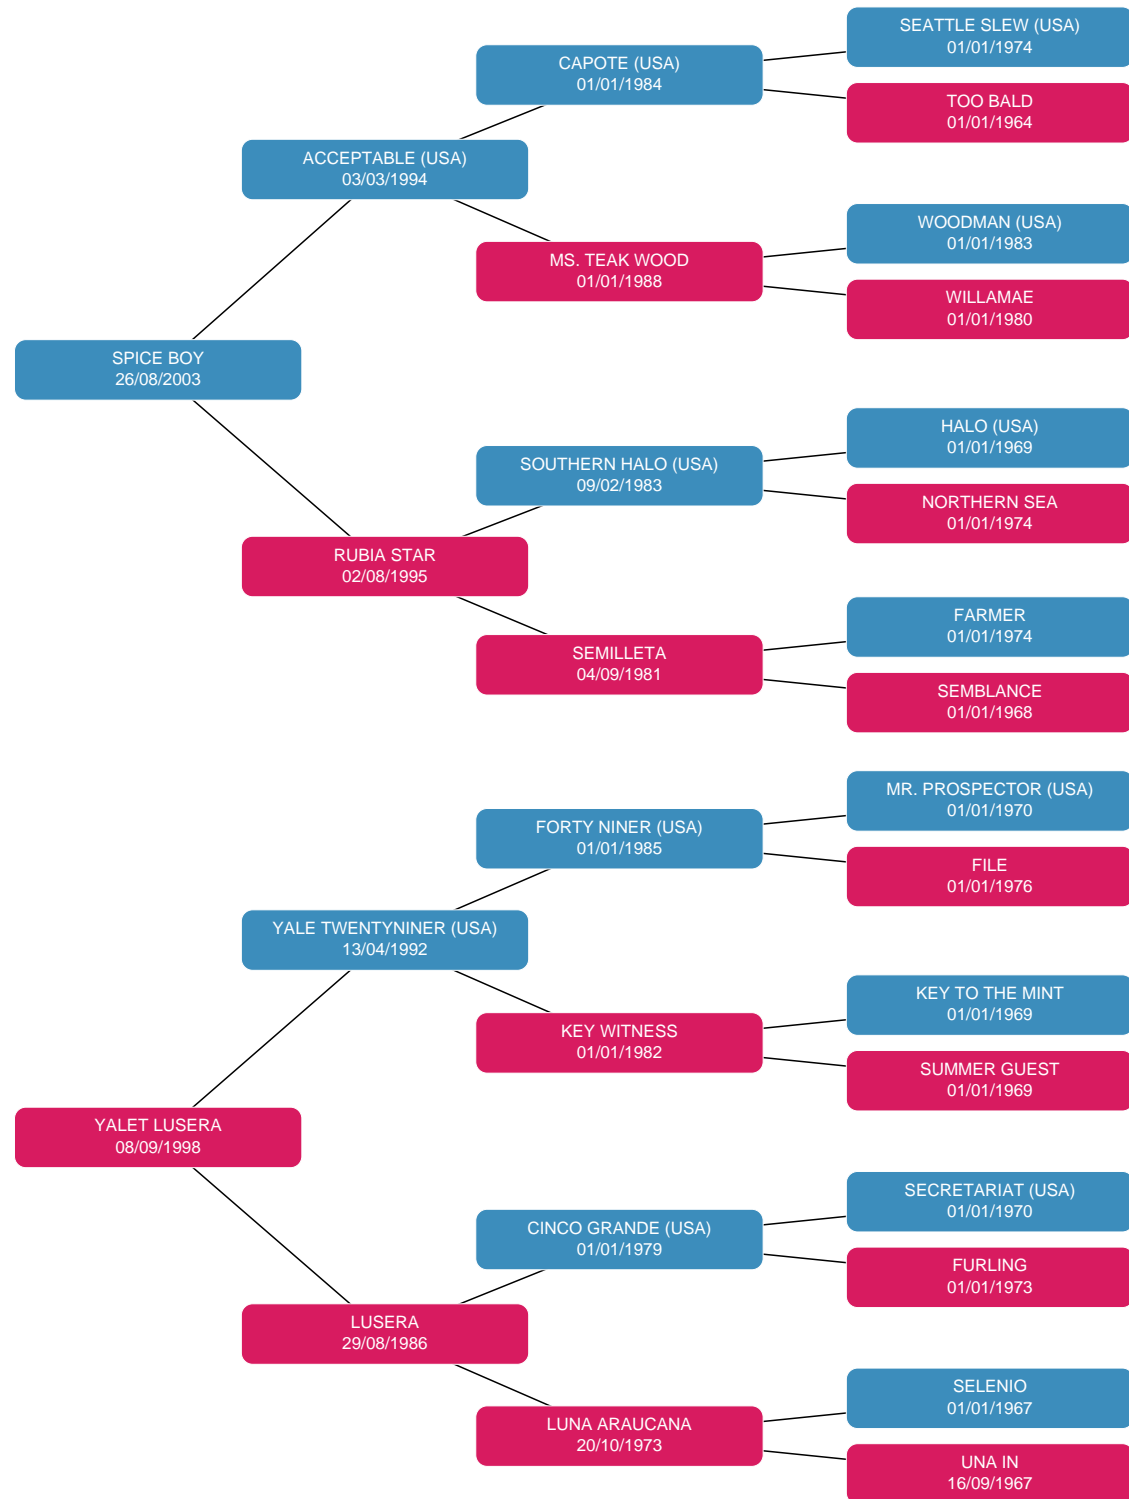 SEATTLE SLEW (USA)
01/01/1974
CAPOTE (USA)
01/01/1984
TOO BALD
01/01/1964
ACCEPTABLE (USA)
03/03/1994
WOODMAN (USA)
01/01/1983
MS. TEAK WOOD
01/01/1988
WILLAMAE
01/01/1980
SPICE BOY
26/08/2003
HALO (USA)
01/01/1969
SOUTHERN HALO (USA)
09/02/1983
NORTHERN SEA
01/01/1974
RUBIA STAR
02/08/1995
FARMER
01/01/1974
SEMILLETA
04/09/1981
SEMBLANCE
01/01/1968
MR. PROSPECTOR (USA)
01/01/1970
FORTY NINER (USA)
01/01/1985
FILE
01/01/1976
YALE TWENTYNINER (USA)
13/04/1992
KEY TO THE MINT
01/01/1969
KEY WITNESS
01/01/1982
SUMMER GUEST
01/01/1969
YALET LUSERA
08/09/1998
SECRETARIAT (USA)
01/01/1970
CINCO GRANDE (USA)
01/01/1979
FURLING
01/01/1973
LUSERA
29/08/1986
SELENIO
01/01/1967
LUNA ARAUCANA
20/10/1973
UNA IN
16/09/1967